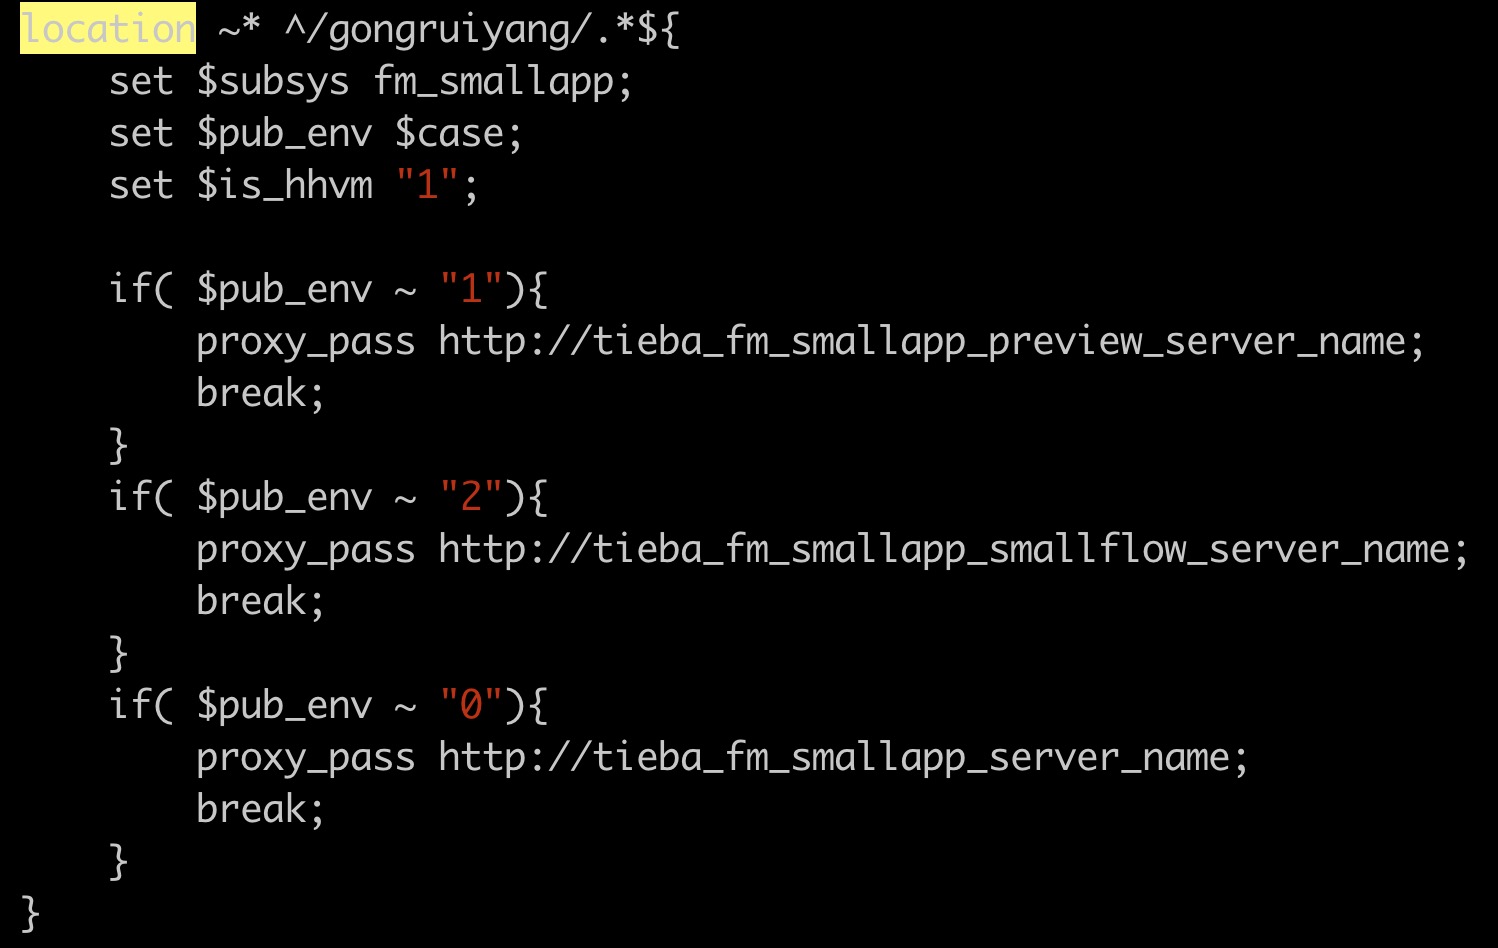 location ~* ^/gongruiyang/.*${
    set $subsys fm_smallapp;
    set $pub_env $case;
    set $is_hhvm "1";

    if( $pub_env ~ "1"){
        proxy_pass http://tieba_fm_smallapp_preview_server_name;
        break;
    }
    if( $pub_env ~ "2"){
        proxy_pass http://tieba_fm_smallapp_smallflow_server_name;
        break;
    }
    if( $pub_env ~ "0"){
        proxy_pass http://tieba_fm_smallapp_server_name;
        break;
    }
}